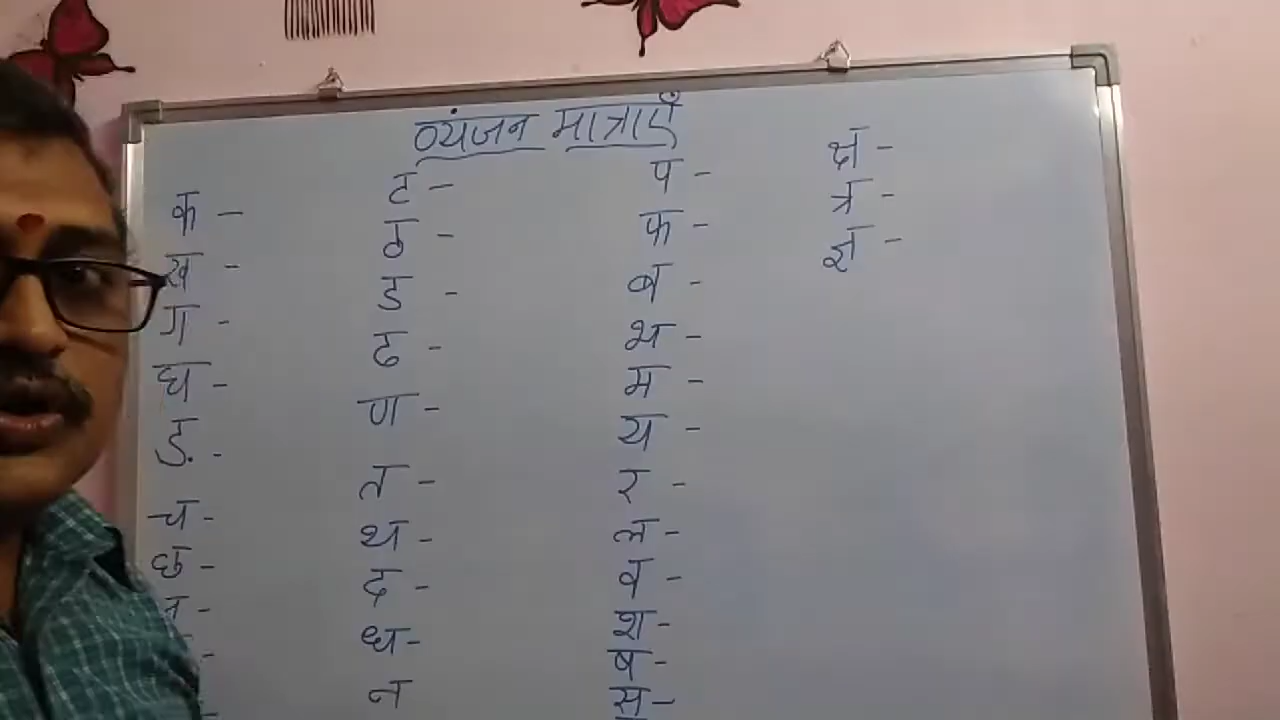 व्यंजन मात्राएँ
क -
ख -
ग -
घ -
ड़ -
च -
छ -
ट -
ठ -
ड -
ढ -
ण -
त -
थ -
द -
ध -
न
प -
फ -
ब -
भ -
म -
य -
र -
ल -
व -
श -
ष -
स -
क्ष -
त्र -
ज्ञ -